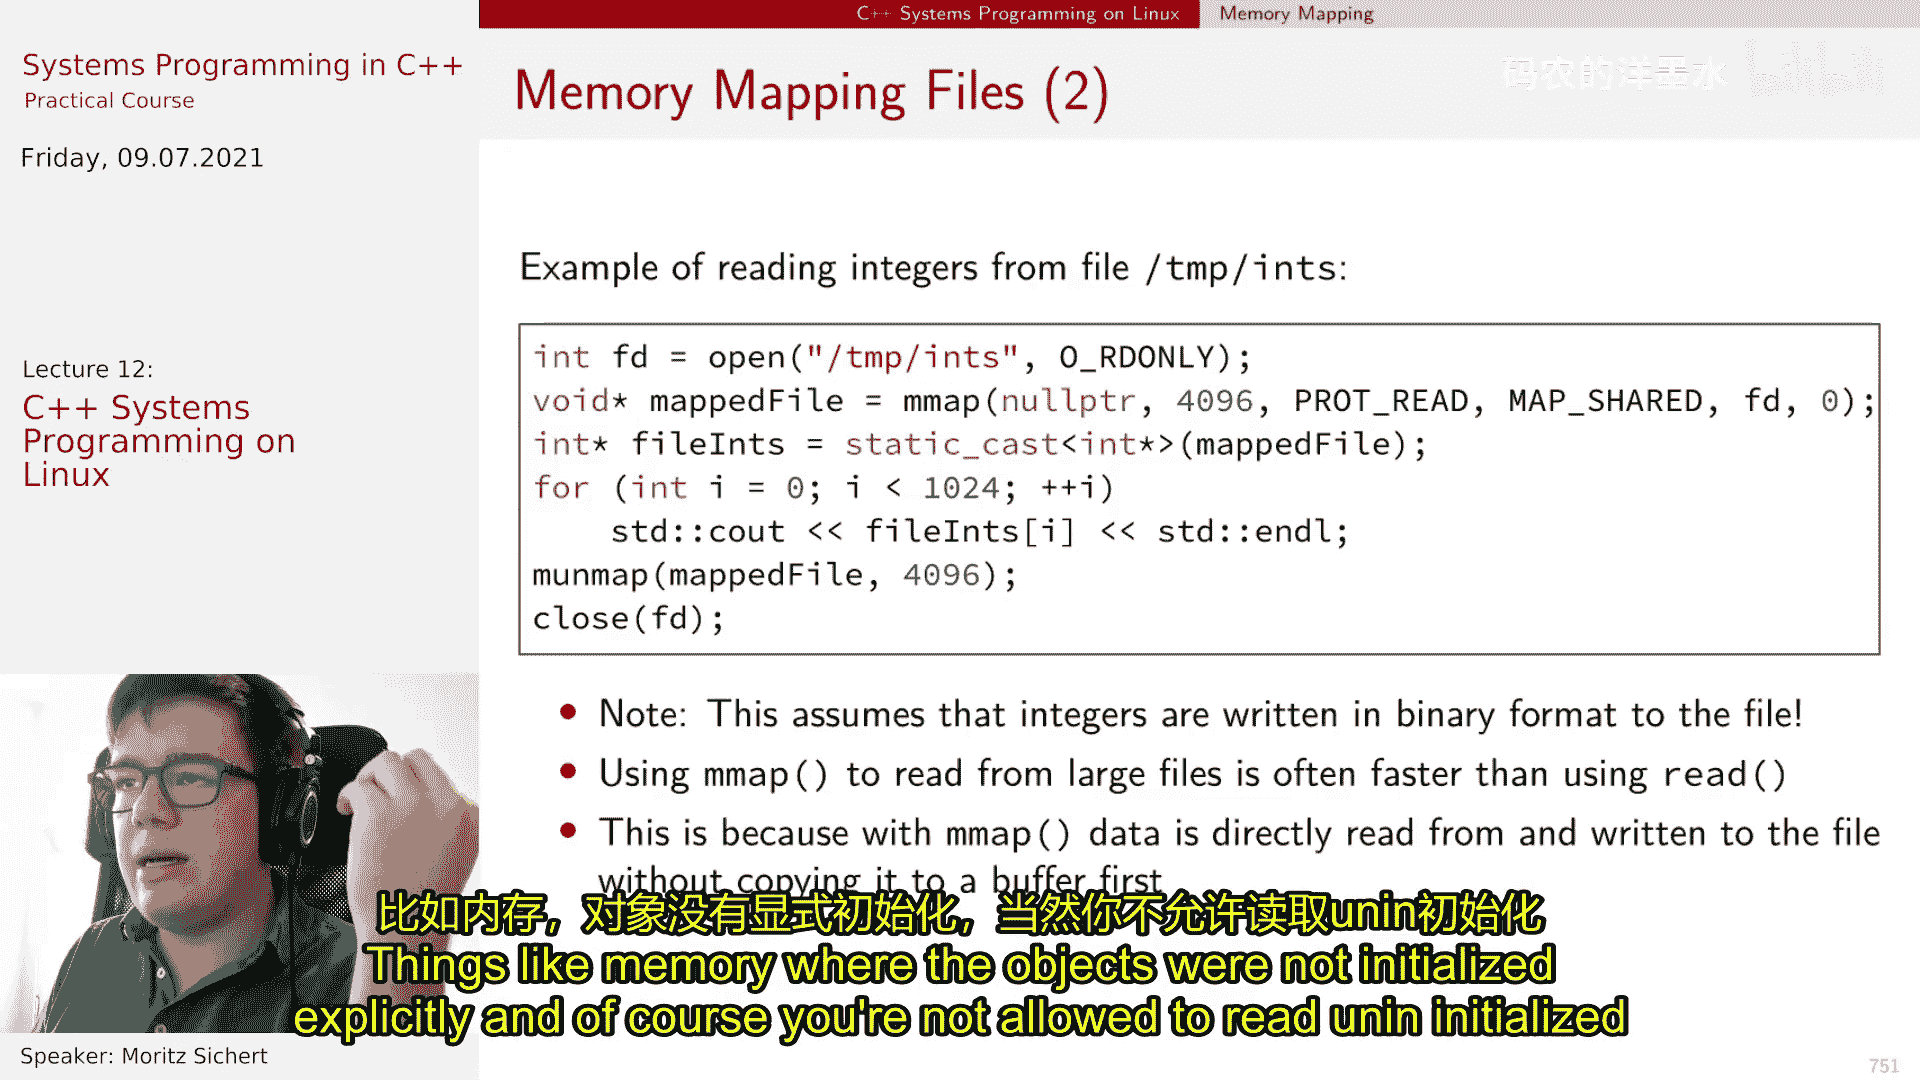 C++ Systems Programming on Linux
Memory Mapping
Systems Programming in C++
Practical Course
Friday, 09.07.2021
Lecture 12:
C++ Systems
Programming on
Linux
Memory Mapping Files (2)
码农的洋墨水
Example of reading integers from file /tmp/ints:
int fd = open("/tmp/ints", O_RDONLY);
void* mappedFile = mmap(nullptr, 4096, PROT_READ, MAP_SHARED, fd, 0);
int* fileInts = static_cast<int*>(mappedFile);
for (int i = 0; i < 1024; ++i)
std::cout << fileInts[i] << std::endl;
munmap(mappedFile, 4096);
close(fd);
• Note: This assumes that integers are written in binary format to the file!
• Using mmap() to read from large files is often faster than using read()
• This is because with mmap() data is directly read from and written to the file
without copying it to a buffer first
比如内存，对象没有显式初始化，当然你不允许读取unin初始化
Things like memory where the objects were not initialized
explicitly and of course you're not allowed to read unin initialized
Speaker: Moritz Sichert
751